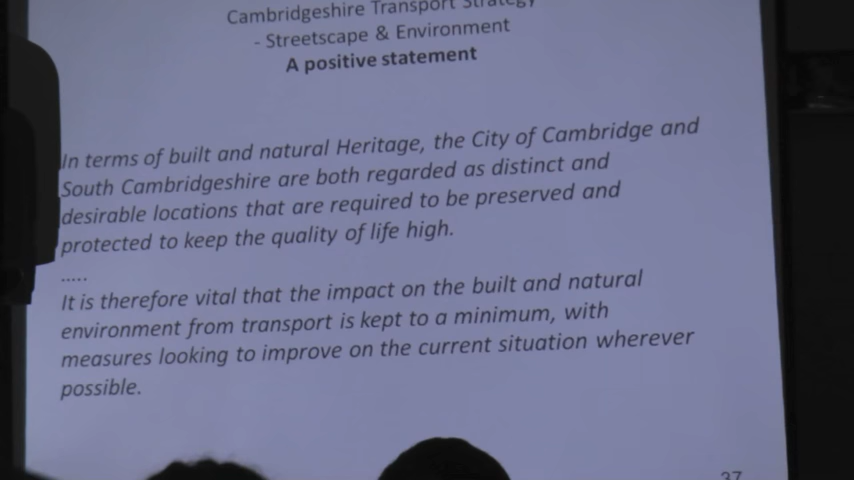 Cambridgeshire Transport Strategy
- Streetscape & Environment
A positive statement
In terms of built and natural Heritage, the City of Cambridge and
South Cambridgeshire are both regarded as distinct and
desirable locations that are required to be preserved and
protected to keep the quality of life high.
.....
It is therefore vital that the impact on the built and natural
environment from transport is kept to a minimum, with
measures looking to improve on the current situation wherever
possible.
37